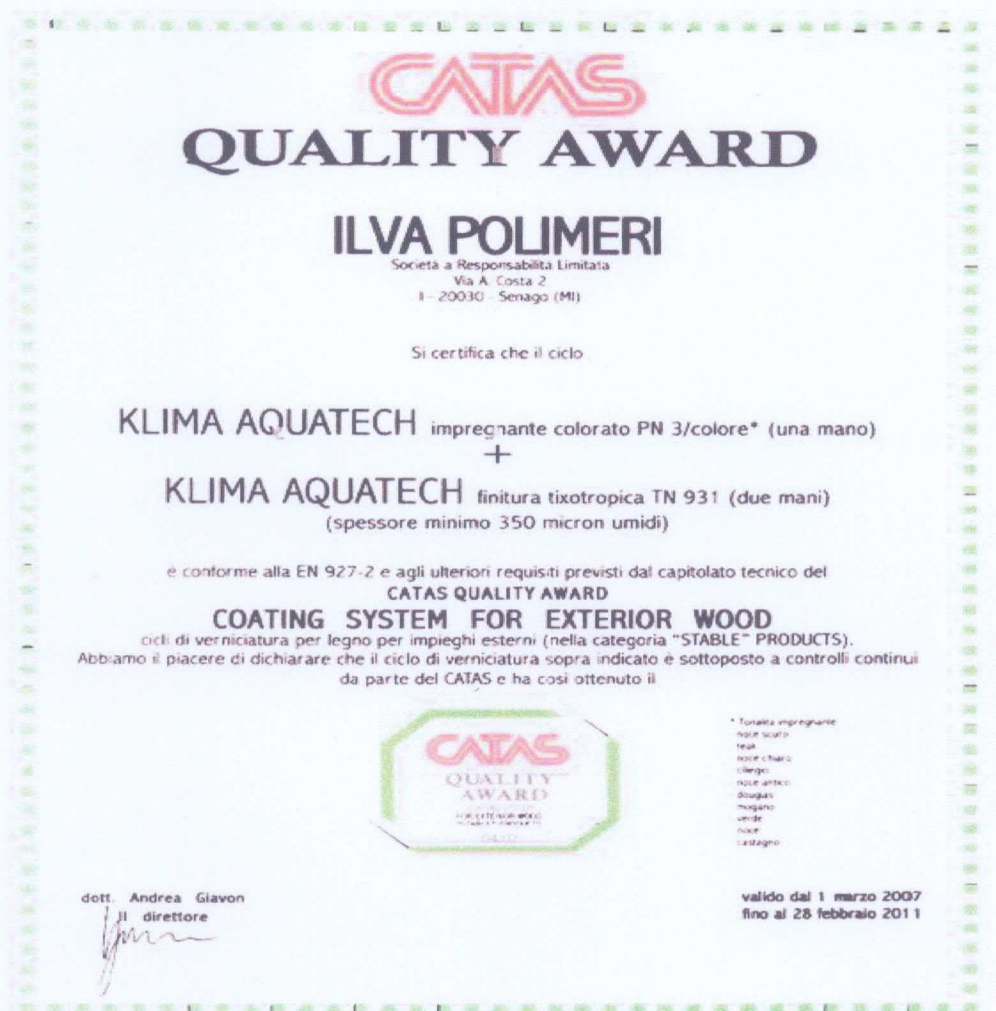 CATAS
QUALITY AWARD
ILVA POLIMERI
Società a Responsabilità Limitata
Via A. Costa 2
I - 20030 - Senago (MI)
Si certifica che il ciclo
KLIMA AQUATECH impregnante colorato PN 3/colore* (una mano)
+
KLIMA AQUATECH finitura tixotropica TN 931 (due mani)
(spessore minimo 350 micron umidi)
è conforme alla EN 927-2 e agli ulteriori requisiti previsti dal capitolato tecnico del
CATAS QUALITY AWARD
COATING SYSTEM FOR EXTERIOR WOOD
cicli di verniciatura per legno per impieghi esterni (nella categoria "STABLE" PRODUCTS).
Abbiamo il piacere di dichiarare che il ciclo di verniciatura sopra indicato è sottoposto a controlli continui
da parte del CATAS e ha così ottenuto il
CATAS
QUALITY
AWARD
FOR EXTERIOR WOOD
* Tonalità impregnante
noce scuro
teak
noce chiaro
ciliegio
noce antico
douglas
mogano
verde
noce
castagno
dott. Andrea Giavon
Il direttore
valido dal 1 marzo 2007
fino al 28 febbraio 2011